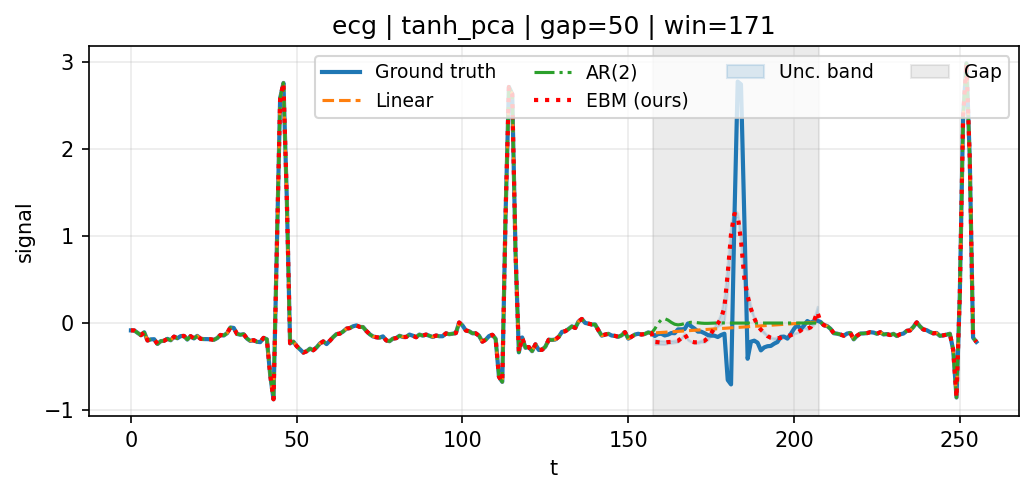 ecg | tanh_pca | gap=50 | win=171
Ground truth
Linear
AR(2)
EBM (ours)
Unc. band
Gap
signal
3
2
1
0
−1
0
50
100
150
200
250
t